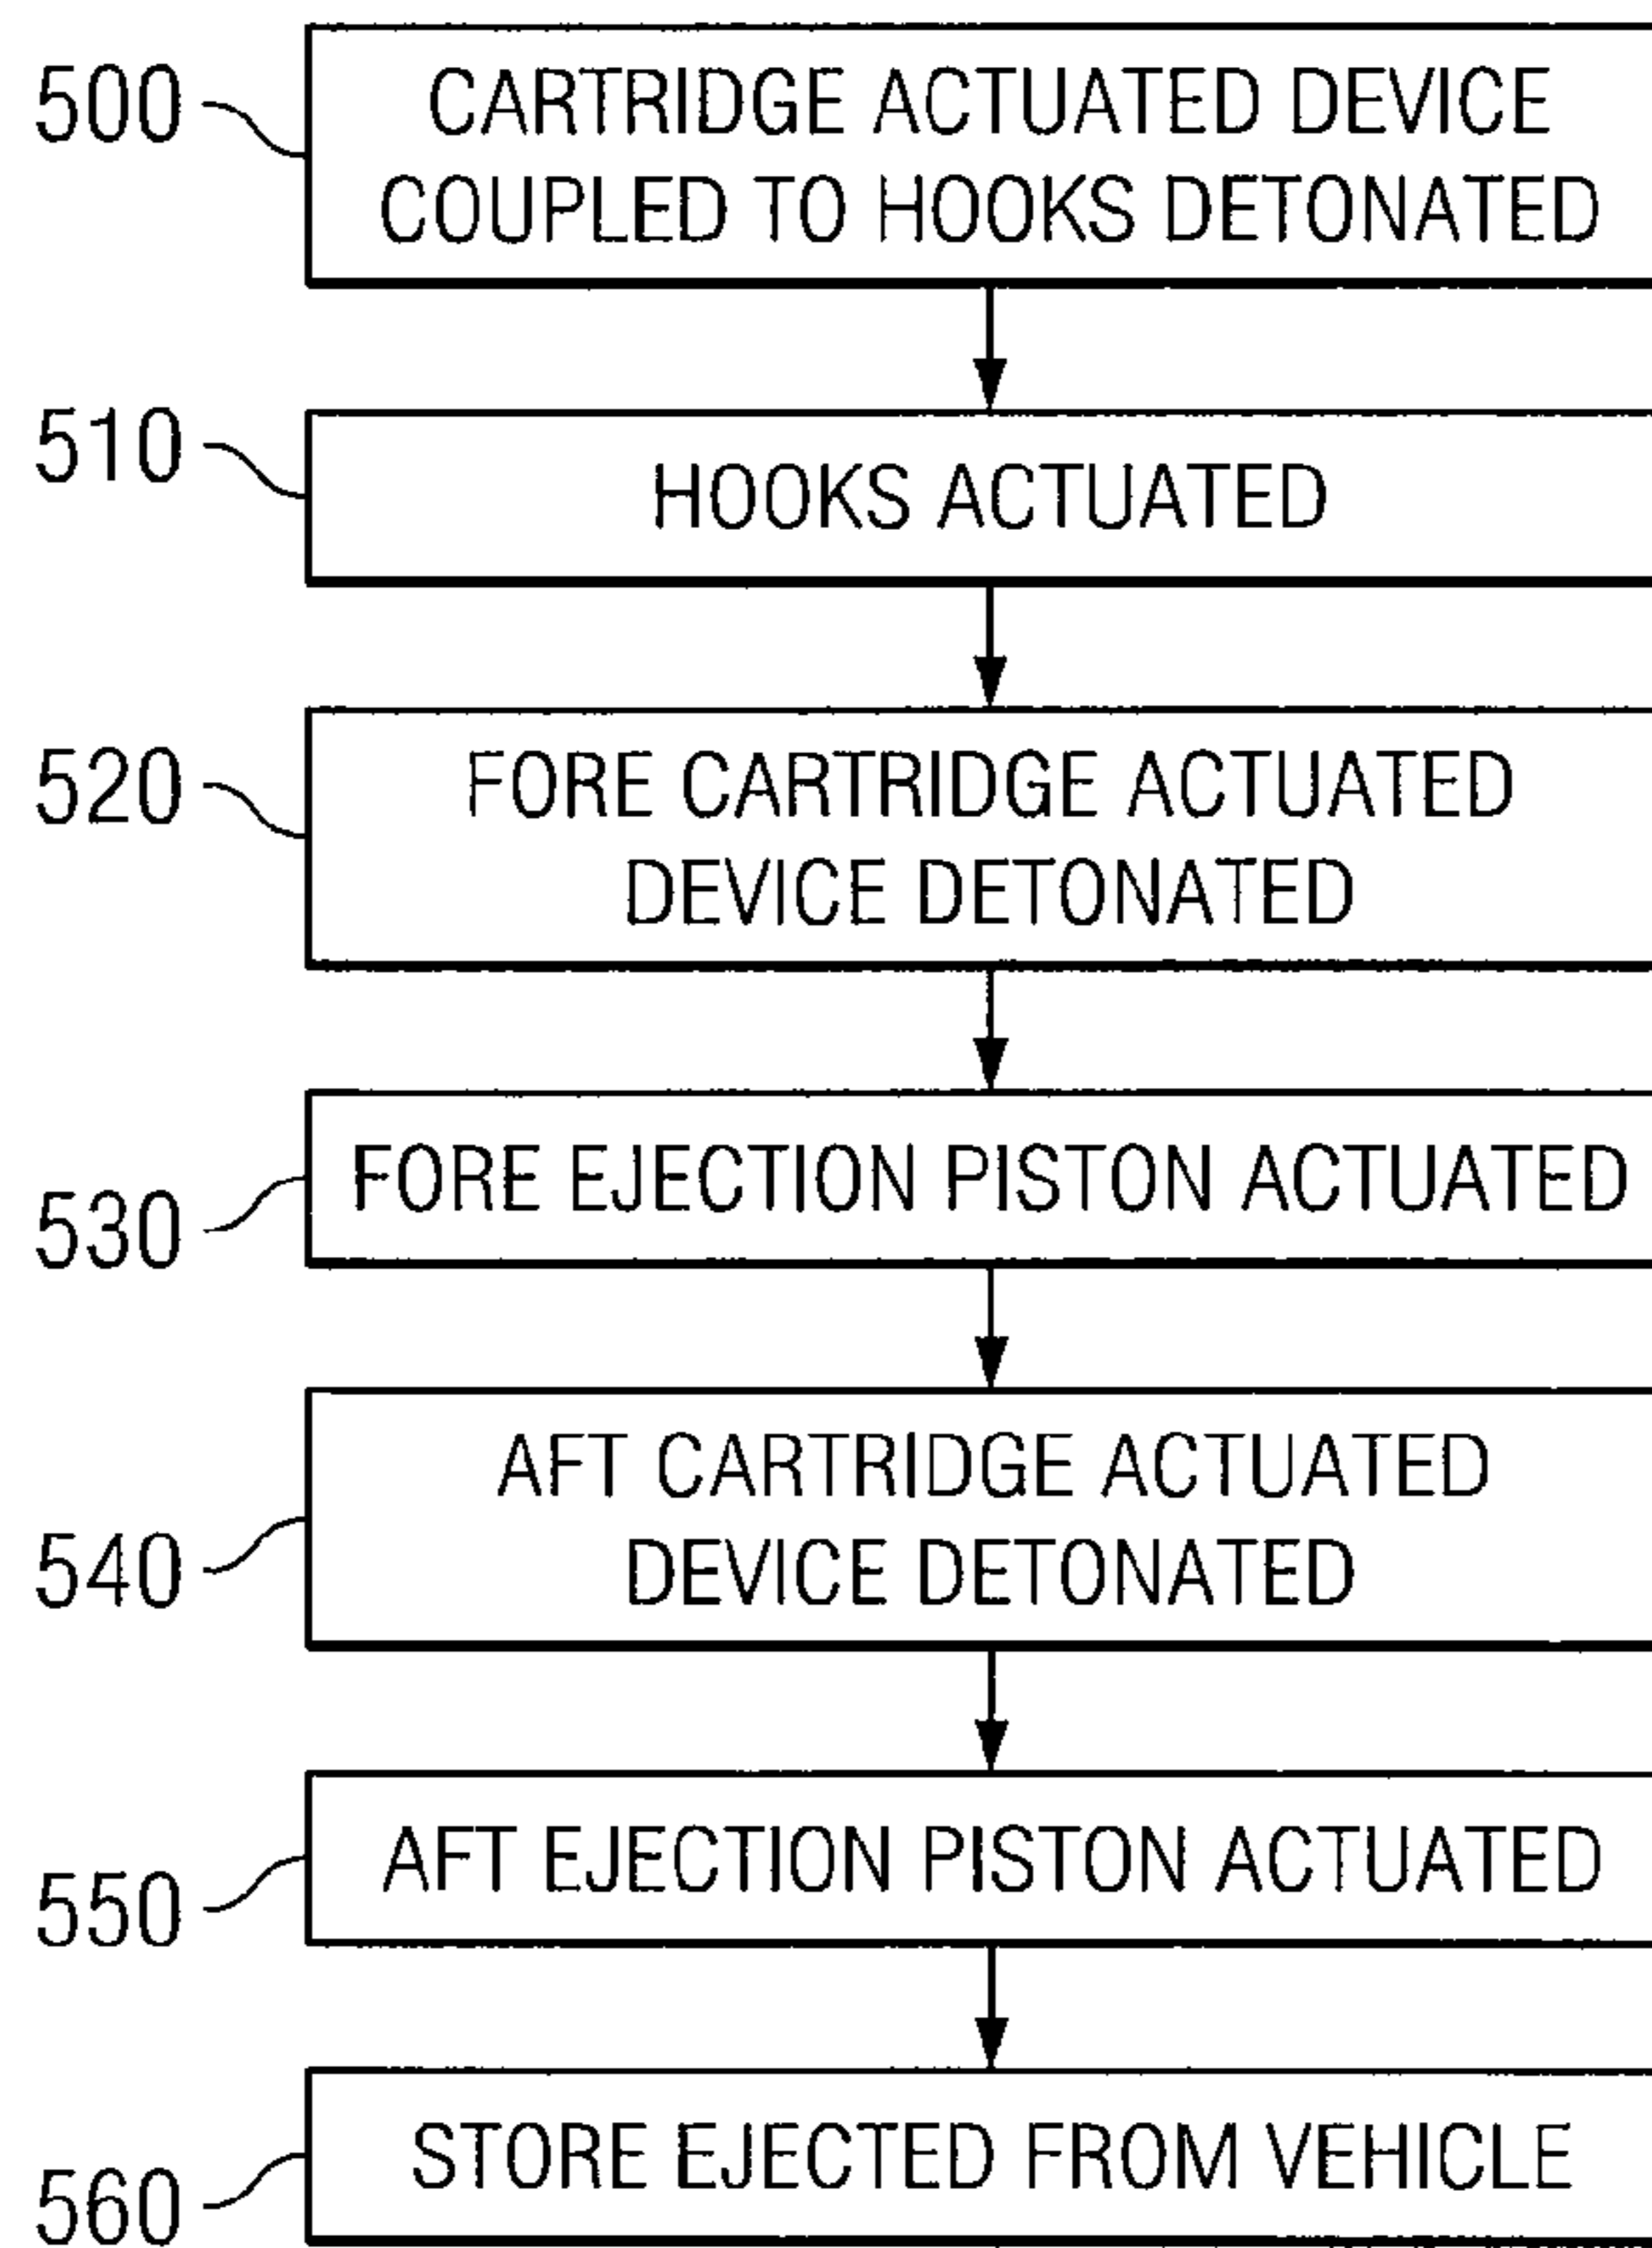 500
CARTRIDGE ACTUATED DEVICE
COUPLED TO HOOKS DETONATED
510
HOOKS ACTUATED
520
FORE CARTRIDGE ACTUATED
DEVICE DETONATED
530
FORE EJECTION PISTON ACTUATED
540
AFT CARTRIDGE ACTUATED
DEVICE DETONATED
550
AFT EJECTION PISTON ACTUATED
560
STORE EJECTED FROM VEHICLE